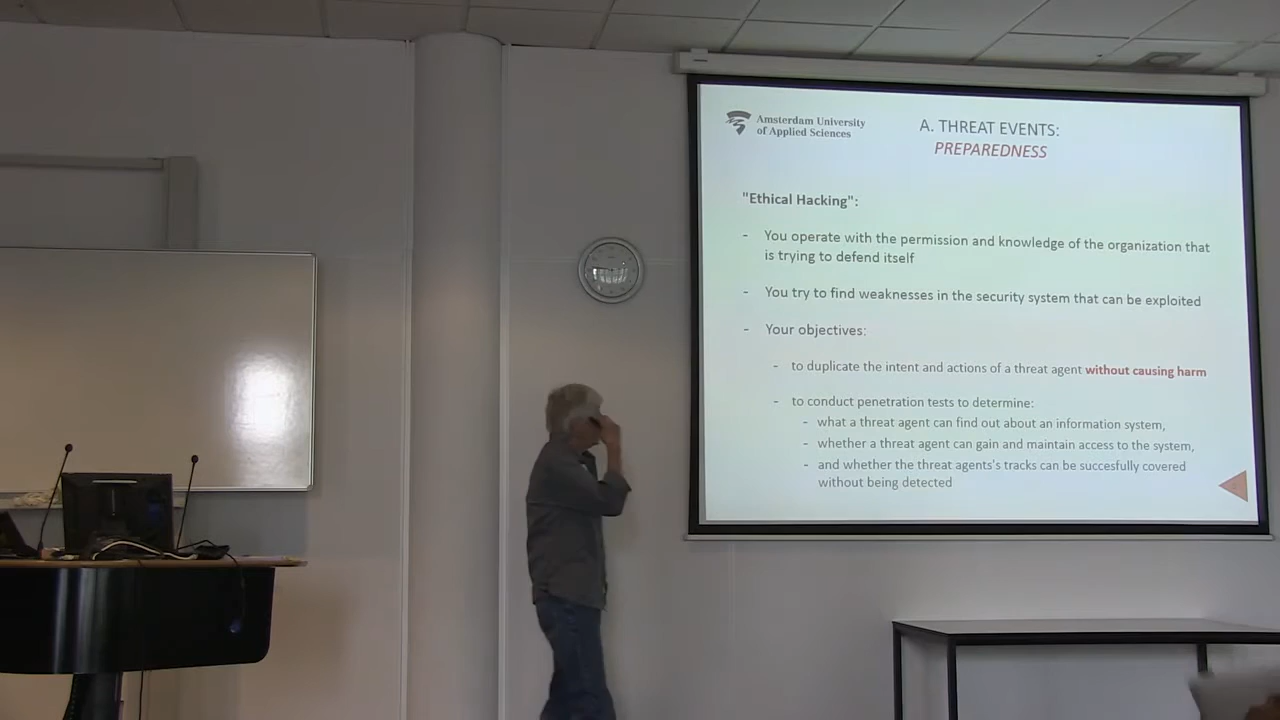 Amsterdam University
of Applied Sciences
A. THREAT EVENTS:
PREPAREDNESS
"Ethical Hacking":
- You operate with the permission and knowledge of the organization that
is trying to defend itself
- You try to find weaknesses in the security system that can be exploited
- Your objectives:
- to duplicate the intent and actions of a threat agent without causing harm
- to conduct penetration tests to determine:
- what a threat agent can find out about an information system,
- whether a threat agent can gain and maintain access to the system,
- and whether the threat agents's tracks can be succesfully covered
without being detected